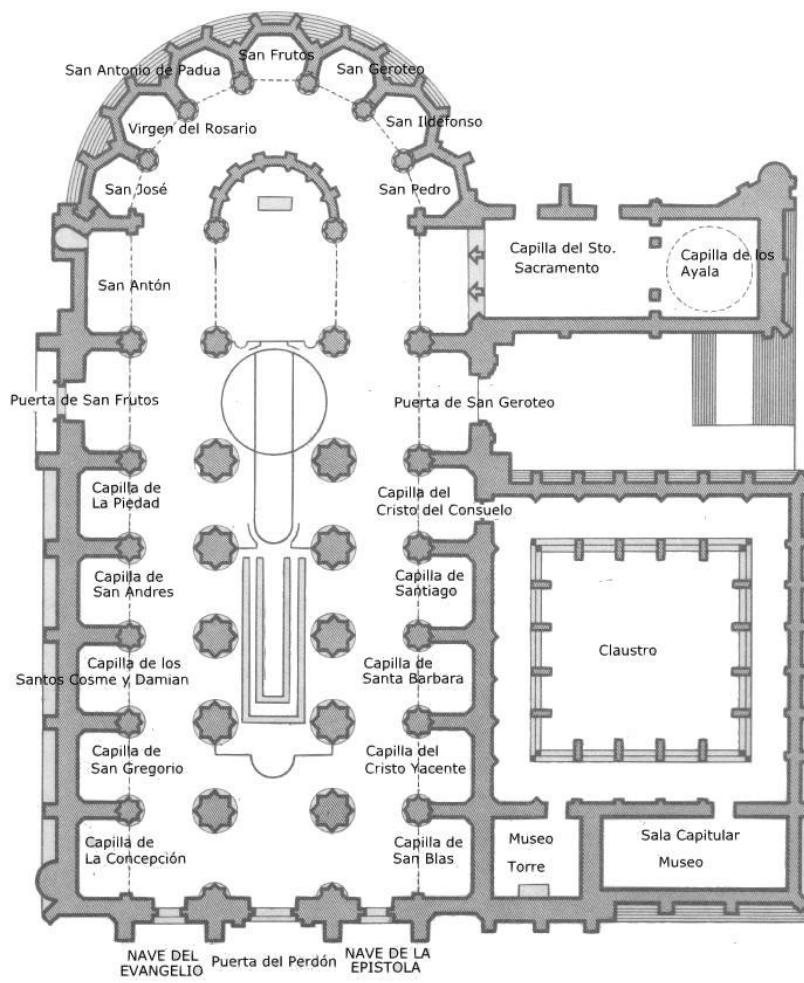 San Frutos
San Antonio de Padua
San Geroteo
Virgen del Rosario
San Ildefonso
San José
San Pedro
Capilla del Sto.
Sacramento
Capilla de los
Ayala
San Antón
Puerta de San Frutos
Puerta de San Geroteo
Capilla de
La Piedad
Capilla del
Cristo del Consuelo
Capilla de
San Andres
Capilla de
Santiago
Capilla de los
Santos Cosme y Damian
Capilla de
Santa Barbara
Claustro
Capilla de
San Gregorio
Capilla del
Cristo Yacente
Capilla de
La Concepción
Capilla de
San Blas
Museo
Torre
Sala Capitular
Museo
NAVE DEL
EVANGELIO
Puerta del Perdón
NAVE DE LA
EPISTOLA